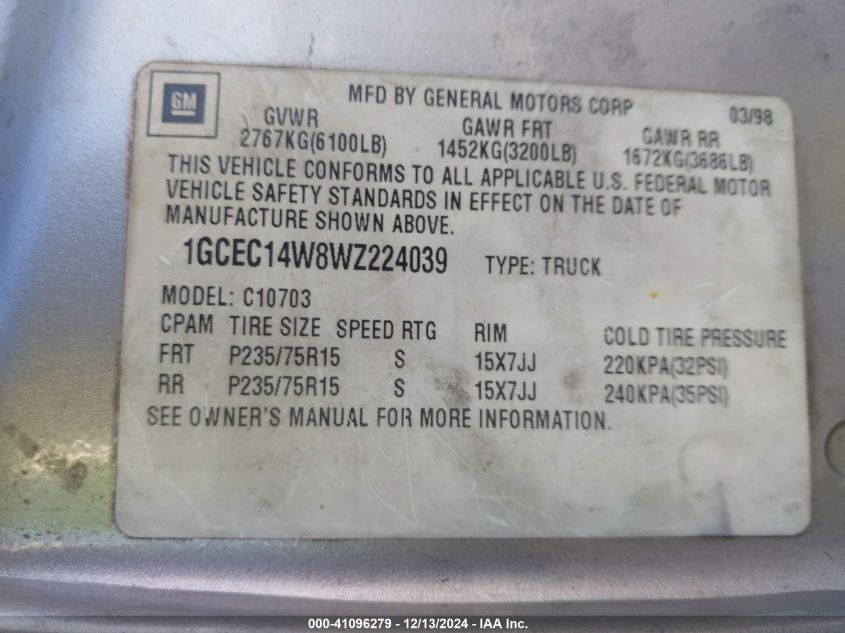 GM
MFD BY GENERAL MOTORS CORP 03/98
GVWR GAWR FRT GAWR RR
2767KG(6100LB) 1452KG(3200LB) 1672KG(3686LB)
THIS VEHICLE CONFORMS TO ALL APPLICABLE U.S. FEDERAL MOTOR
VEHICLE SAFETY STANDARDS IN EFFECT ON THE DATE OF
MANUFACTURE SHOWN ABOVE.
1GCEC14W8WZ224039 TYPE: TRUCK
MODEL: C10703
CPAM TIRE SIZE SPEED RTG RIM COLD TIRE PRESSURE
FRT P235/75R15 S 15X7JJ 220KPA(32PSI)
RR P235/75R15 S 15X7JJ 240KPA(35PSI)
SEE OWNER'S MANUAL FOR MORE INFORMATION.
000-41096279 - 12/13/2024 - IAA Inc.